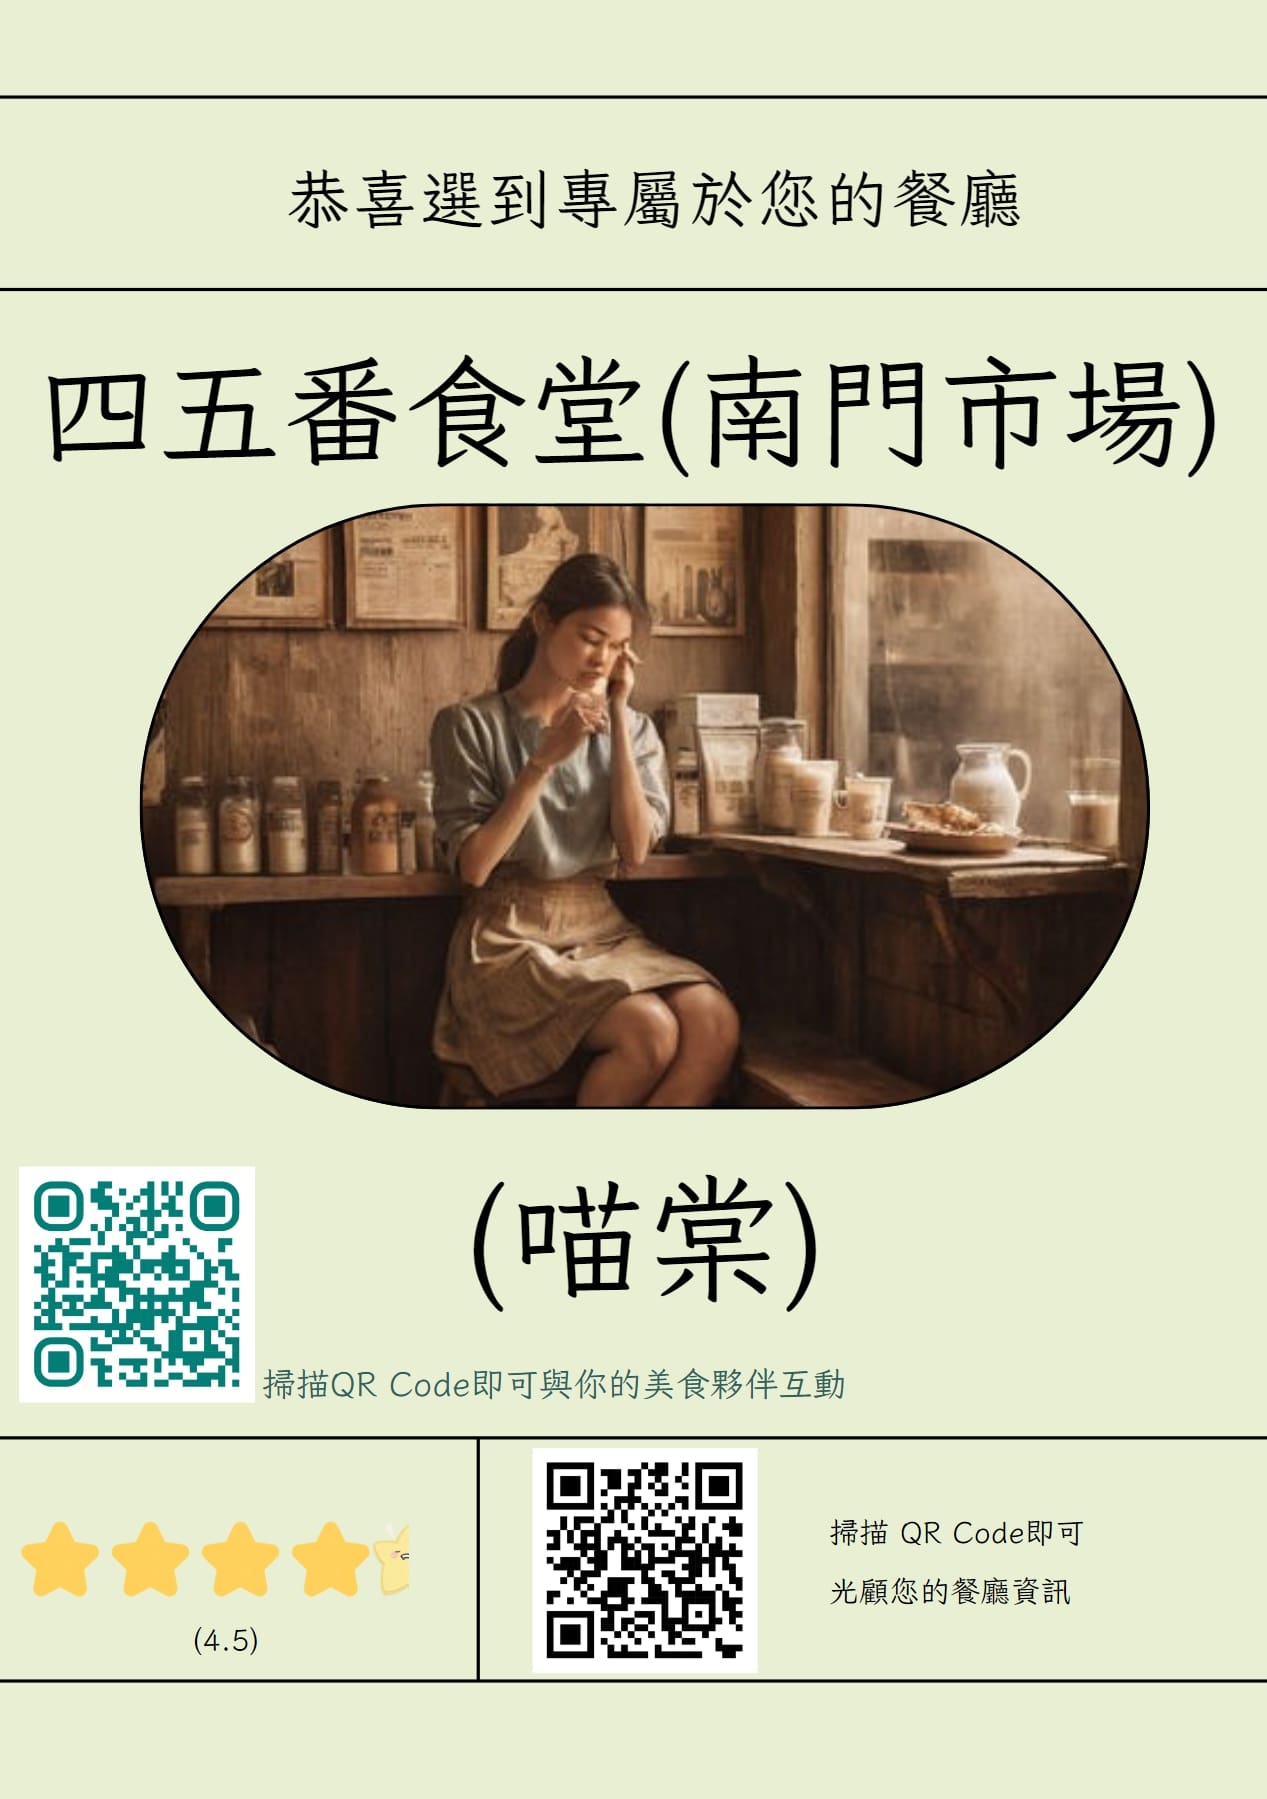 恭喜選到專屬於您的餐廳
四五番食堂(南門市場)
(喵棠)
掃描QR Code即可與你的美食夥伴互動
(4.5)
掃描 QR Code即可
光顧您的餐廳資訊